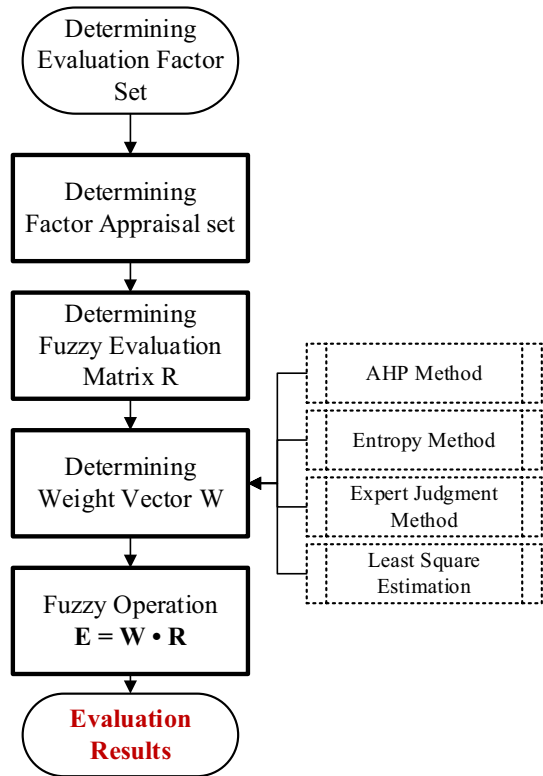 Determining
Evaluation Factor
Set
Determining
Factor Appraisal set
Determining
Fuzzy Evaluation
Matrix R
Determining
Weight Vector W
AHP Method
Entropy Method
Expert Judgment
Method
Least Square
Estimation
Fuzzy Operation
E = W • R
Evaluation
Results